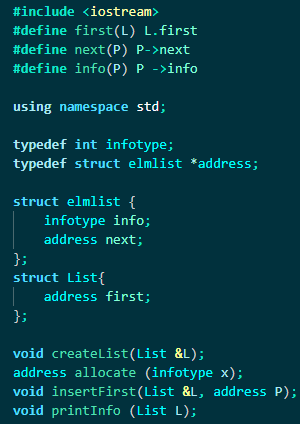 #include <iostream>
#define first(L) L.first
#define next(P) P->next
#define info(P) P ->info
using namespace std;
typedef int infotype;
typedef struct elmlist *address;
struct elmlist {
infotype info;
address next;
};
struct List{
address first;
};
void createList(List &L);
address allocate (infotype x);
void insertFirst(List &L, address P);
void printInfo (List L);